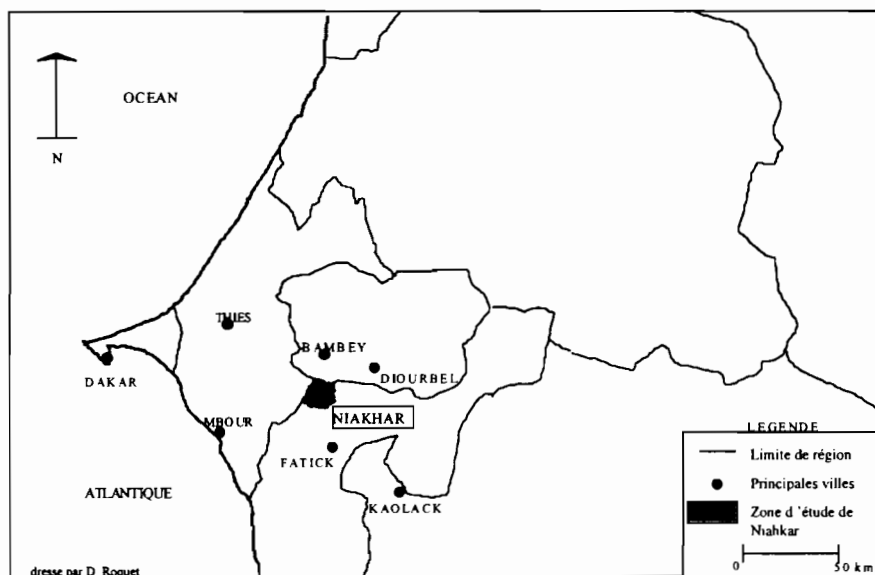 OCEAN
N
THIES
BAMBEY
DIOURBEL
DAKAR
NIAKHAR
MBOUR
FATICK
ATLANTIQUE
KAOLACK
LEGENDE
Limite de région
Principales villes
Zone d'étude de
Niahkar
0 50 km
dresse par D. Roquet